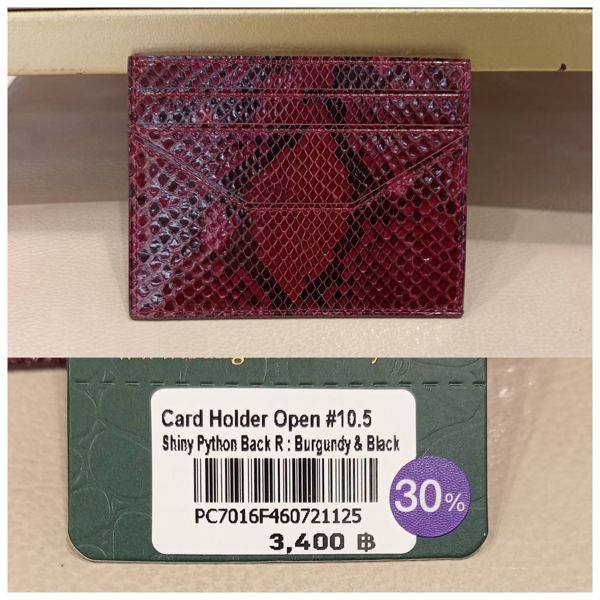 Card Holder Open #10.5
Shiny Python Back R : Burgundy & Black
PC7016F460721125
3,400 ฿
30%